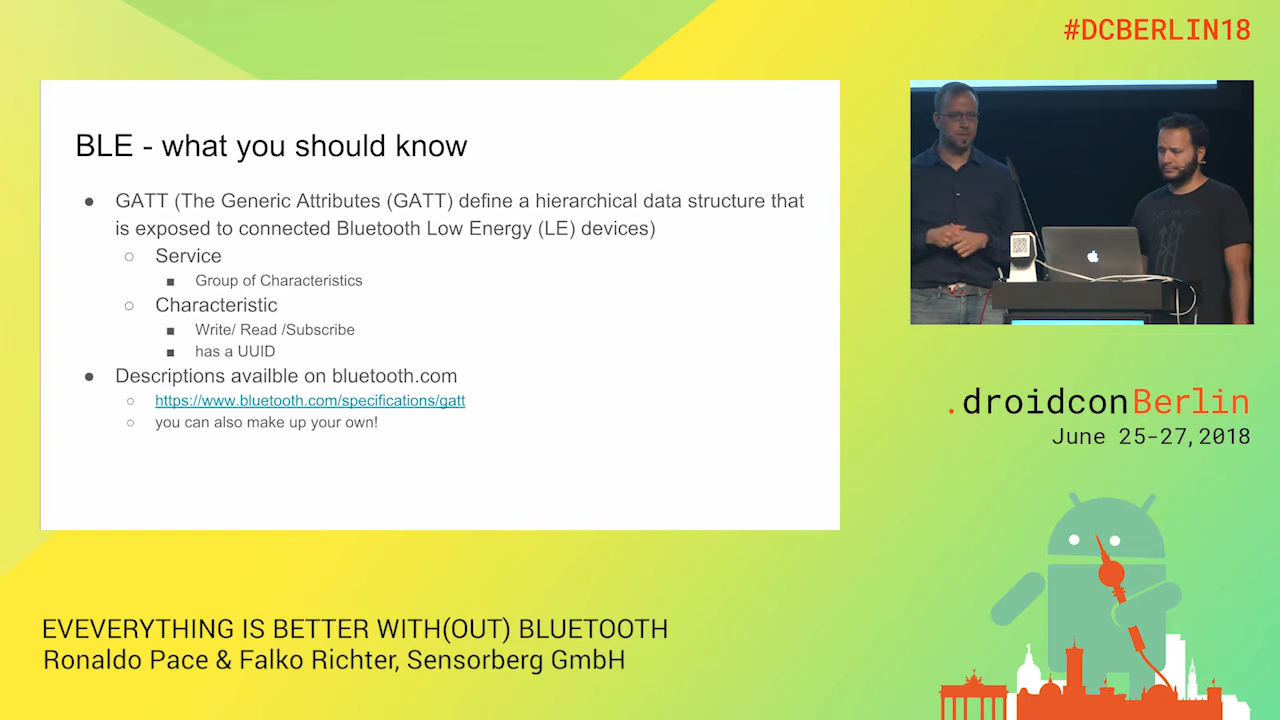 #DCBERLIN18
BLE - what you should know
● GATT (The Generic Attributes (GATT) define a hierarchical data structure that
is exposed to connected Bluetooth Low Energy (LE) devices)
○ Service
■ Group of Characteristics
○ Characteristic
■ Write/ Read /Subscribe
■ has a UUID
● Descriptions availble on bluetooth.com
○ https://www.bluetooth.com/specifications/gatt
○ you can also make up your own!
.droidconBerlin
June 25-27,2018
EVEVERYTHING IS BETTER WITH(OUT) BLUETOOTH
Ronaldo Pace & Falko Richter, Sensorberg GmbH